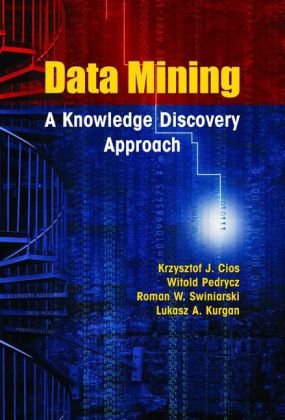 Data Mining
A Knowledge Discovery
Approach
Krzysztof J. Cios
Witold Pedrycz
Roman W. Swiniarski
Lukasz A. Kurgan